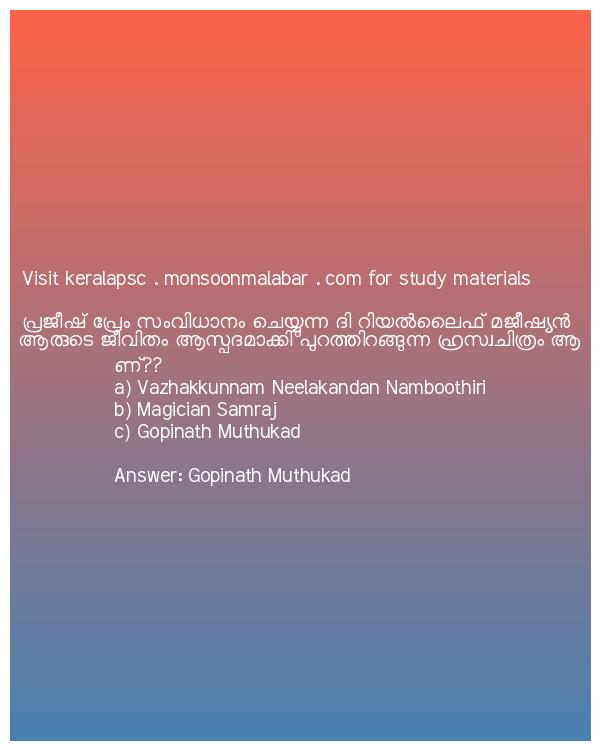 Visit keralapsc . monsoonmalabar . com for study materials
പ്രജീഷ് പ്രേം സംവിധാനം ചെയ്യുന്ന ദി റിയൽലൈഫ് മജീഷ്യൻ
ആരുടെ ജീവിതം ആസ്പദമാക്കി പുറത്തിറങ്ങുന്ന ഹ്രസ്വചിത്രം ആ
ണ്??
a) Vazhakkunnam Neelakandan Namboothiri
b) Magician Samraj
c) Gopinath Muthukad
Answer: Gopinath Muthukad